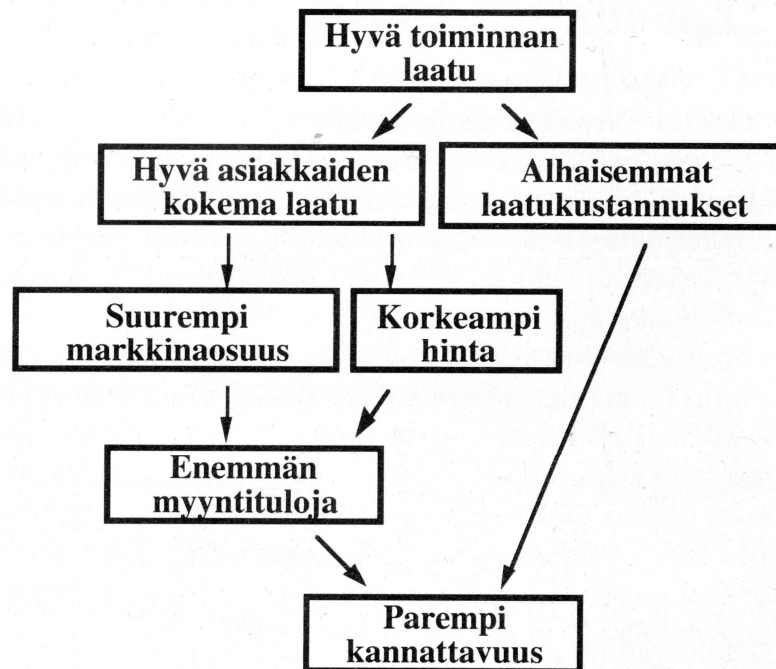 Hyvä toiminnan
laatu
Hyvä asiakkaiden
kokema laatu
Alhaisemmat
laatukustannukset
Suurempi
markkinaosuus
Korkeampi
hinta
Enemmän
myyntituloja
Parempi
kannattavuus